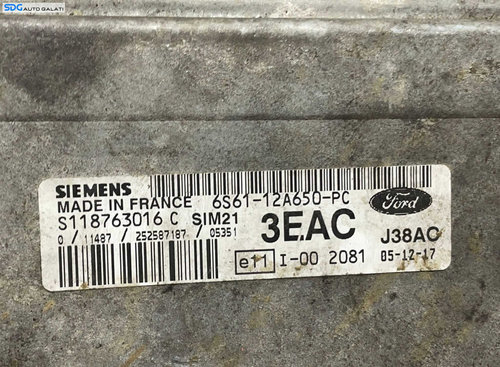 SDG AUTO GALATI
SIEMENS
MADE IN FRANCE 6S61-12A650-PC
S118763016 C SIM21
0 / 11487 / 252587187 / 05351
3EAC
Ford
J38AC
e11 I-00 2081 05-12-17